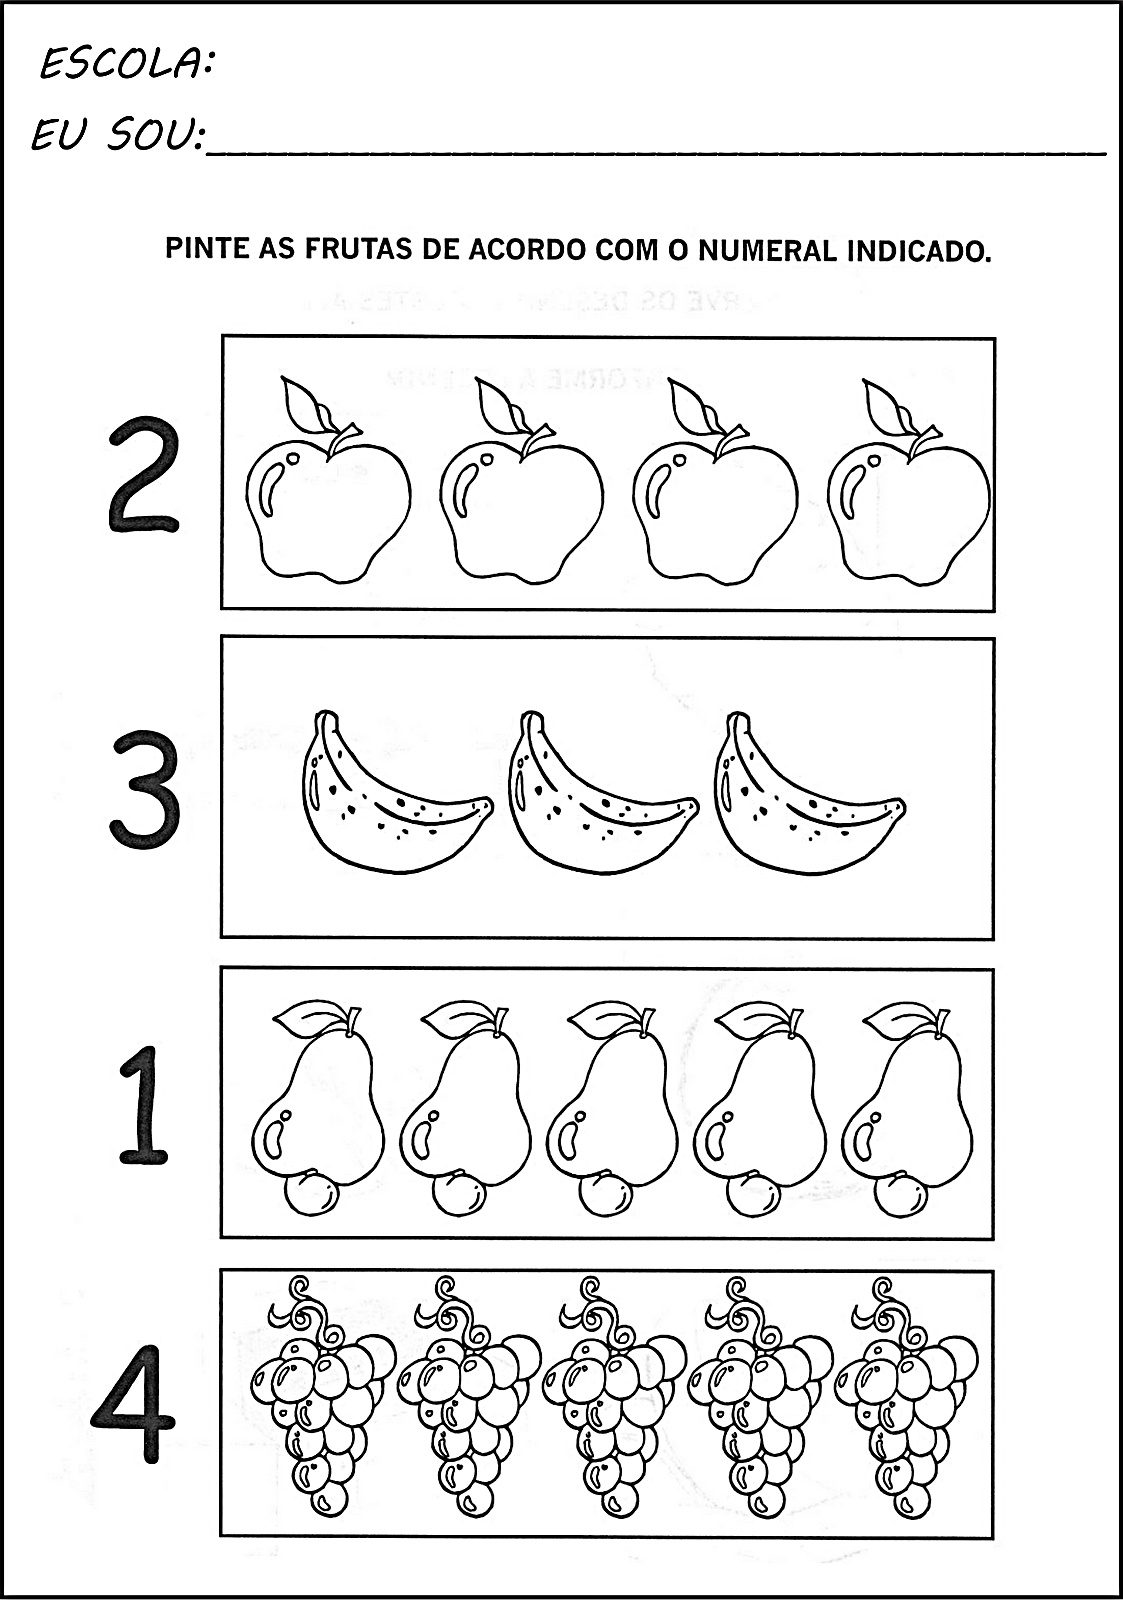 ESCOLA:
EU SOU:
PINTE AS FRUTAS DE ACORDO COM O NUMERAL INDICADO.
2
3
1
4